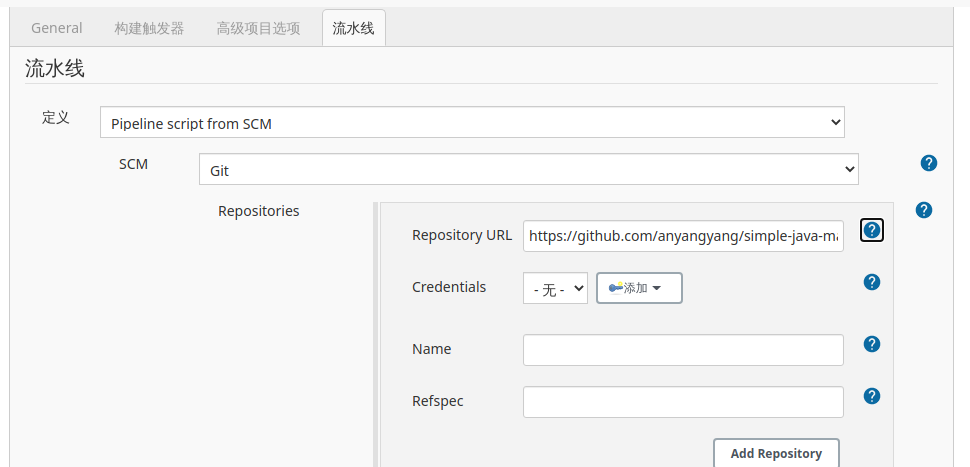 General 构建触发器 高级项目选项 流水线
流水线
定义 Pipeline script from SCM
SCM Git
Repositories
Repository URL https://github.com/anyangyang/simple-java-ma
Credentials - 无 - 添加
Name
Refspec
Add Repository